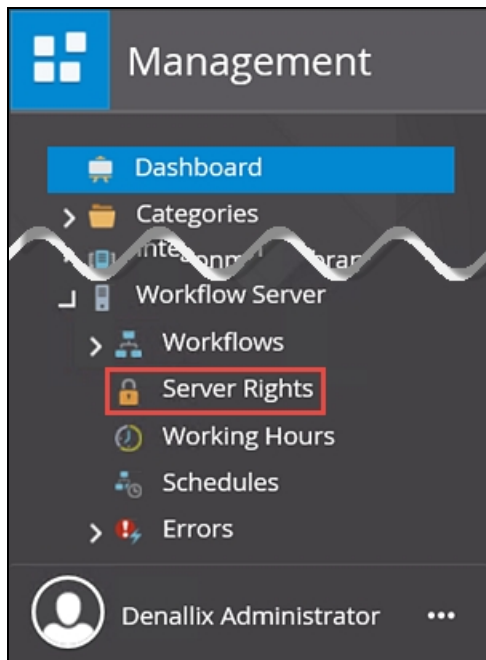 Management
Dashboard
Categories
Workflow Server
Workflows
Server Rights
Working Hours
Schedules
Errors
Denallix Administrator